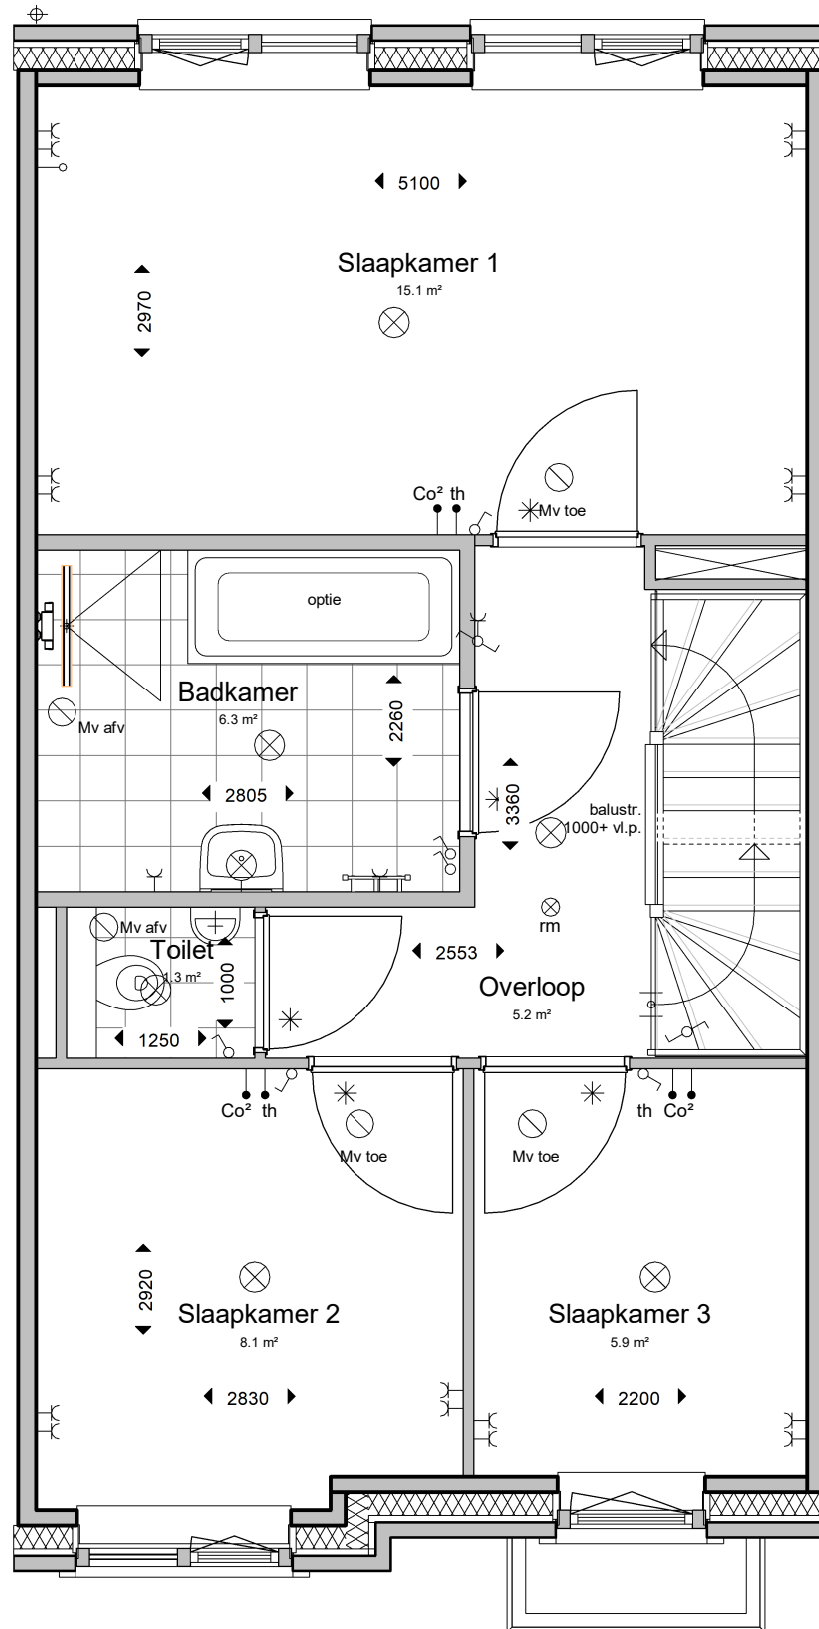 5100
Slaapkamer 1
15.1 m²
2970
Co² th
Mv toe
optie
Badkamer
6.3 m²
2260
Mv afv
2805
3360
balustr.
1000+ vl.p.
rm
Mv afv
Toilet
1.3 m²
1000
2553
Overloop
5.2 m²
1250
Co² th
th Co²
Mv toe
Mv toe
2920
Slaapkamer 2
8.1 m²
Slaapkamer 3
5.9 m²
2830
2200